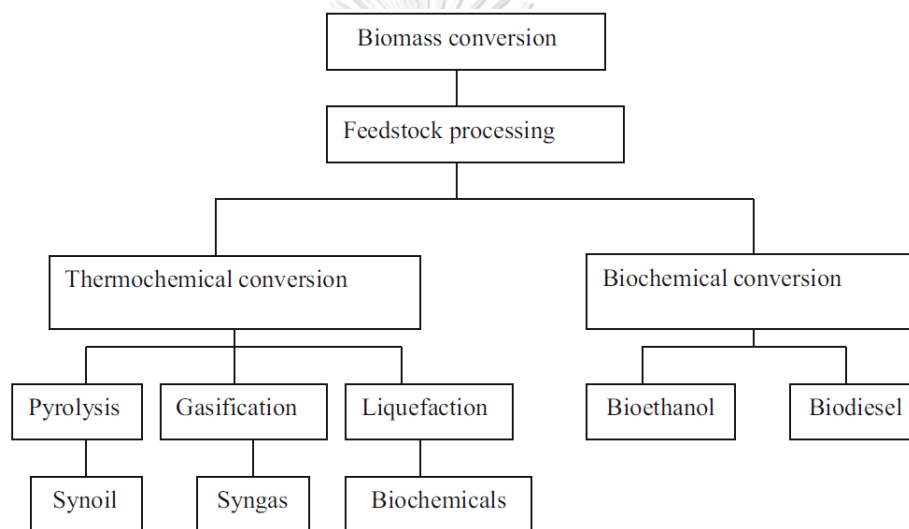 Biomass conversion
Feedstock processing
Thermochemical conversion
Biochemical conversion
Pyrolysis
Gasification
Liquefaction
Bioethanol
Biodiesel
Synoil
Syngas
Biochemicals